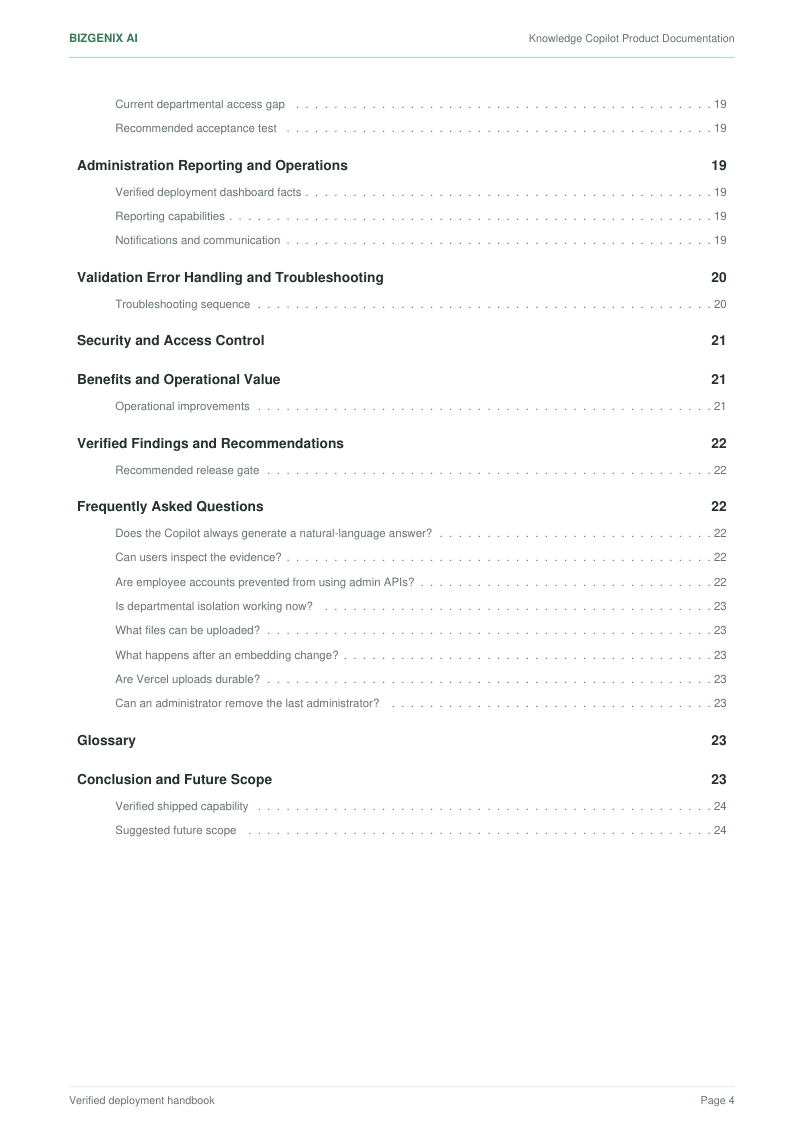 BIZGENIX AI Knowledge Copilot Product Documentation
Current departmental access gap . . . . . . . . . . . . . . . . . . . . . . . . . . . . . . . . . . . . . . . . . . . 19
Recommended acceptance test . . . . . . . . . . . . . . . . . . . . . . . . . . . . . . . . . . . . . . . . . . . . 19
Administration Reporting and Operations 19
Verified deployment dashboard facts . . . . . . . . . . . . . . . . . . . . . . . . . . . . . . . . . . . . . . . . . . 19
Reporting capabilities . . . . . . . . . . . . . . . . . . . . . . . . . . . . . . . . . . . . . . . . . . . . . . . . . . 19
Notifications and communication . . . . . . . . . . . . . . . . . . . . . . . . . . . . . . . . . . . . . . . . . . . . 19
Validation Error Handling and Troubleshooting 20
Troubleshooting sequence . . . . . . . . . . . . . . . . . . . . . . . . . . . . . . . . . . . . . . . . . . . . . . . 20
Security and Access Control 21
Benefits and Operational Value 21
Operational improvements . . . . . . . . . . . . . . . . . . . . . . . . . . . . . . . . . . . . . . . . . . . . . . . 21
Verified Findings and Recommendations 22
Recommended release gate . . . . . . . . . . . . . . . . . . . . . . . . . . . . . . . . . . . . . . . . . . . . . . 22
Frequently Asked Questions 22
Does the Copilot always generate a natural-language answer? . . . . . . . . . . . . . . . . . . . . . . . . . . . . 22
Can users inspect the evidence? . . . . . . . . . . . . . . . . . . . . . . . . . . . . . . . . . . . . . . . . . . . . 22
Are employee accounts prevented from using admin APIs? . . . . . . . . . . . . . . . . . . . . . . . . . . . . . . 22
Is departmental isolation working now? . . . . . . . . . . . . . . . . . . . . . . . . . . . . . . . . . . . . . . . . 23
What files can be uploaded? . . . . . . . . . . . . . . . . . . . . . . . . . . . . . . . . . . . . . . . . . . . . . . 23
What happens after an embedding change? . . . . . . . . . . . . . . . . . . . . . . . . . . . . . . . . . . . . . . 23
Are Vercel uploads durable? . . . . . . . . . . . . . . . . . . . . . . . . . . . . . . . . . . . . . . . . . . . . . . 23
Can an administrator remove the last administrator? . . . . . . . . . . . . . . . . . . . . . . . . . . . . . . . . . 23
Glossary 23
Conclusion and Future Scope 23
Verified shipped capability . . . . . . . . . . . . . . . . . . . . . . . . . . . . . . . . . . . . . . . . . . . . . . . 24
Suggested future scope . . . . . . . . . . . . . . . . . . . . . . . . . . . . . . . . . . . . . . . . . . . . . . . . 24
Verified deployment handbook Page 4